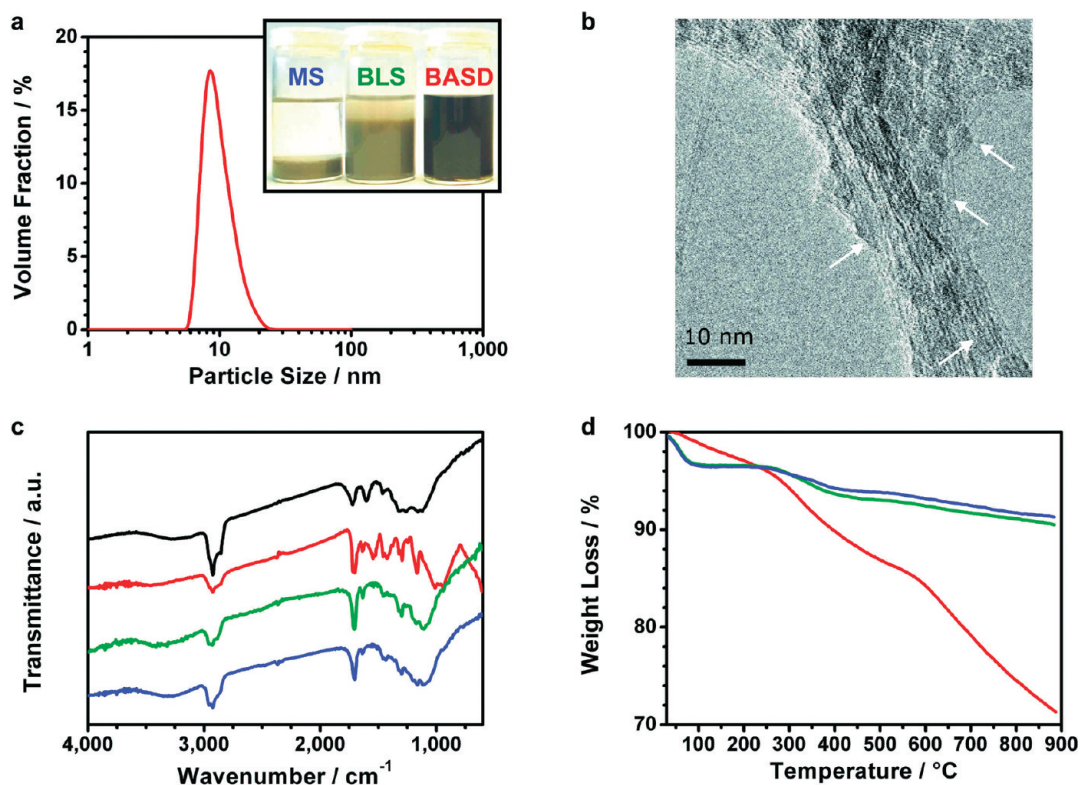 a
20
15
10
5
0
Volume Fraction / %
MS BLS BASD
1 10 100 1,000
Particle Size / nm
b
10 nm
c
Transmittance / a.u.
4,000 3,000 2,000 1,000
Wavenumber / cm⁻¹
d
100
90
80
70
Weight Loss / %
100 200 300 400 500 600 700 800 900
Temperature / °C